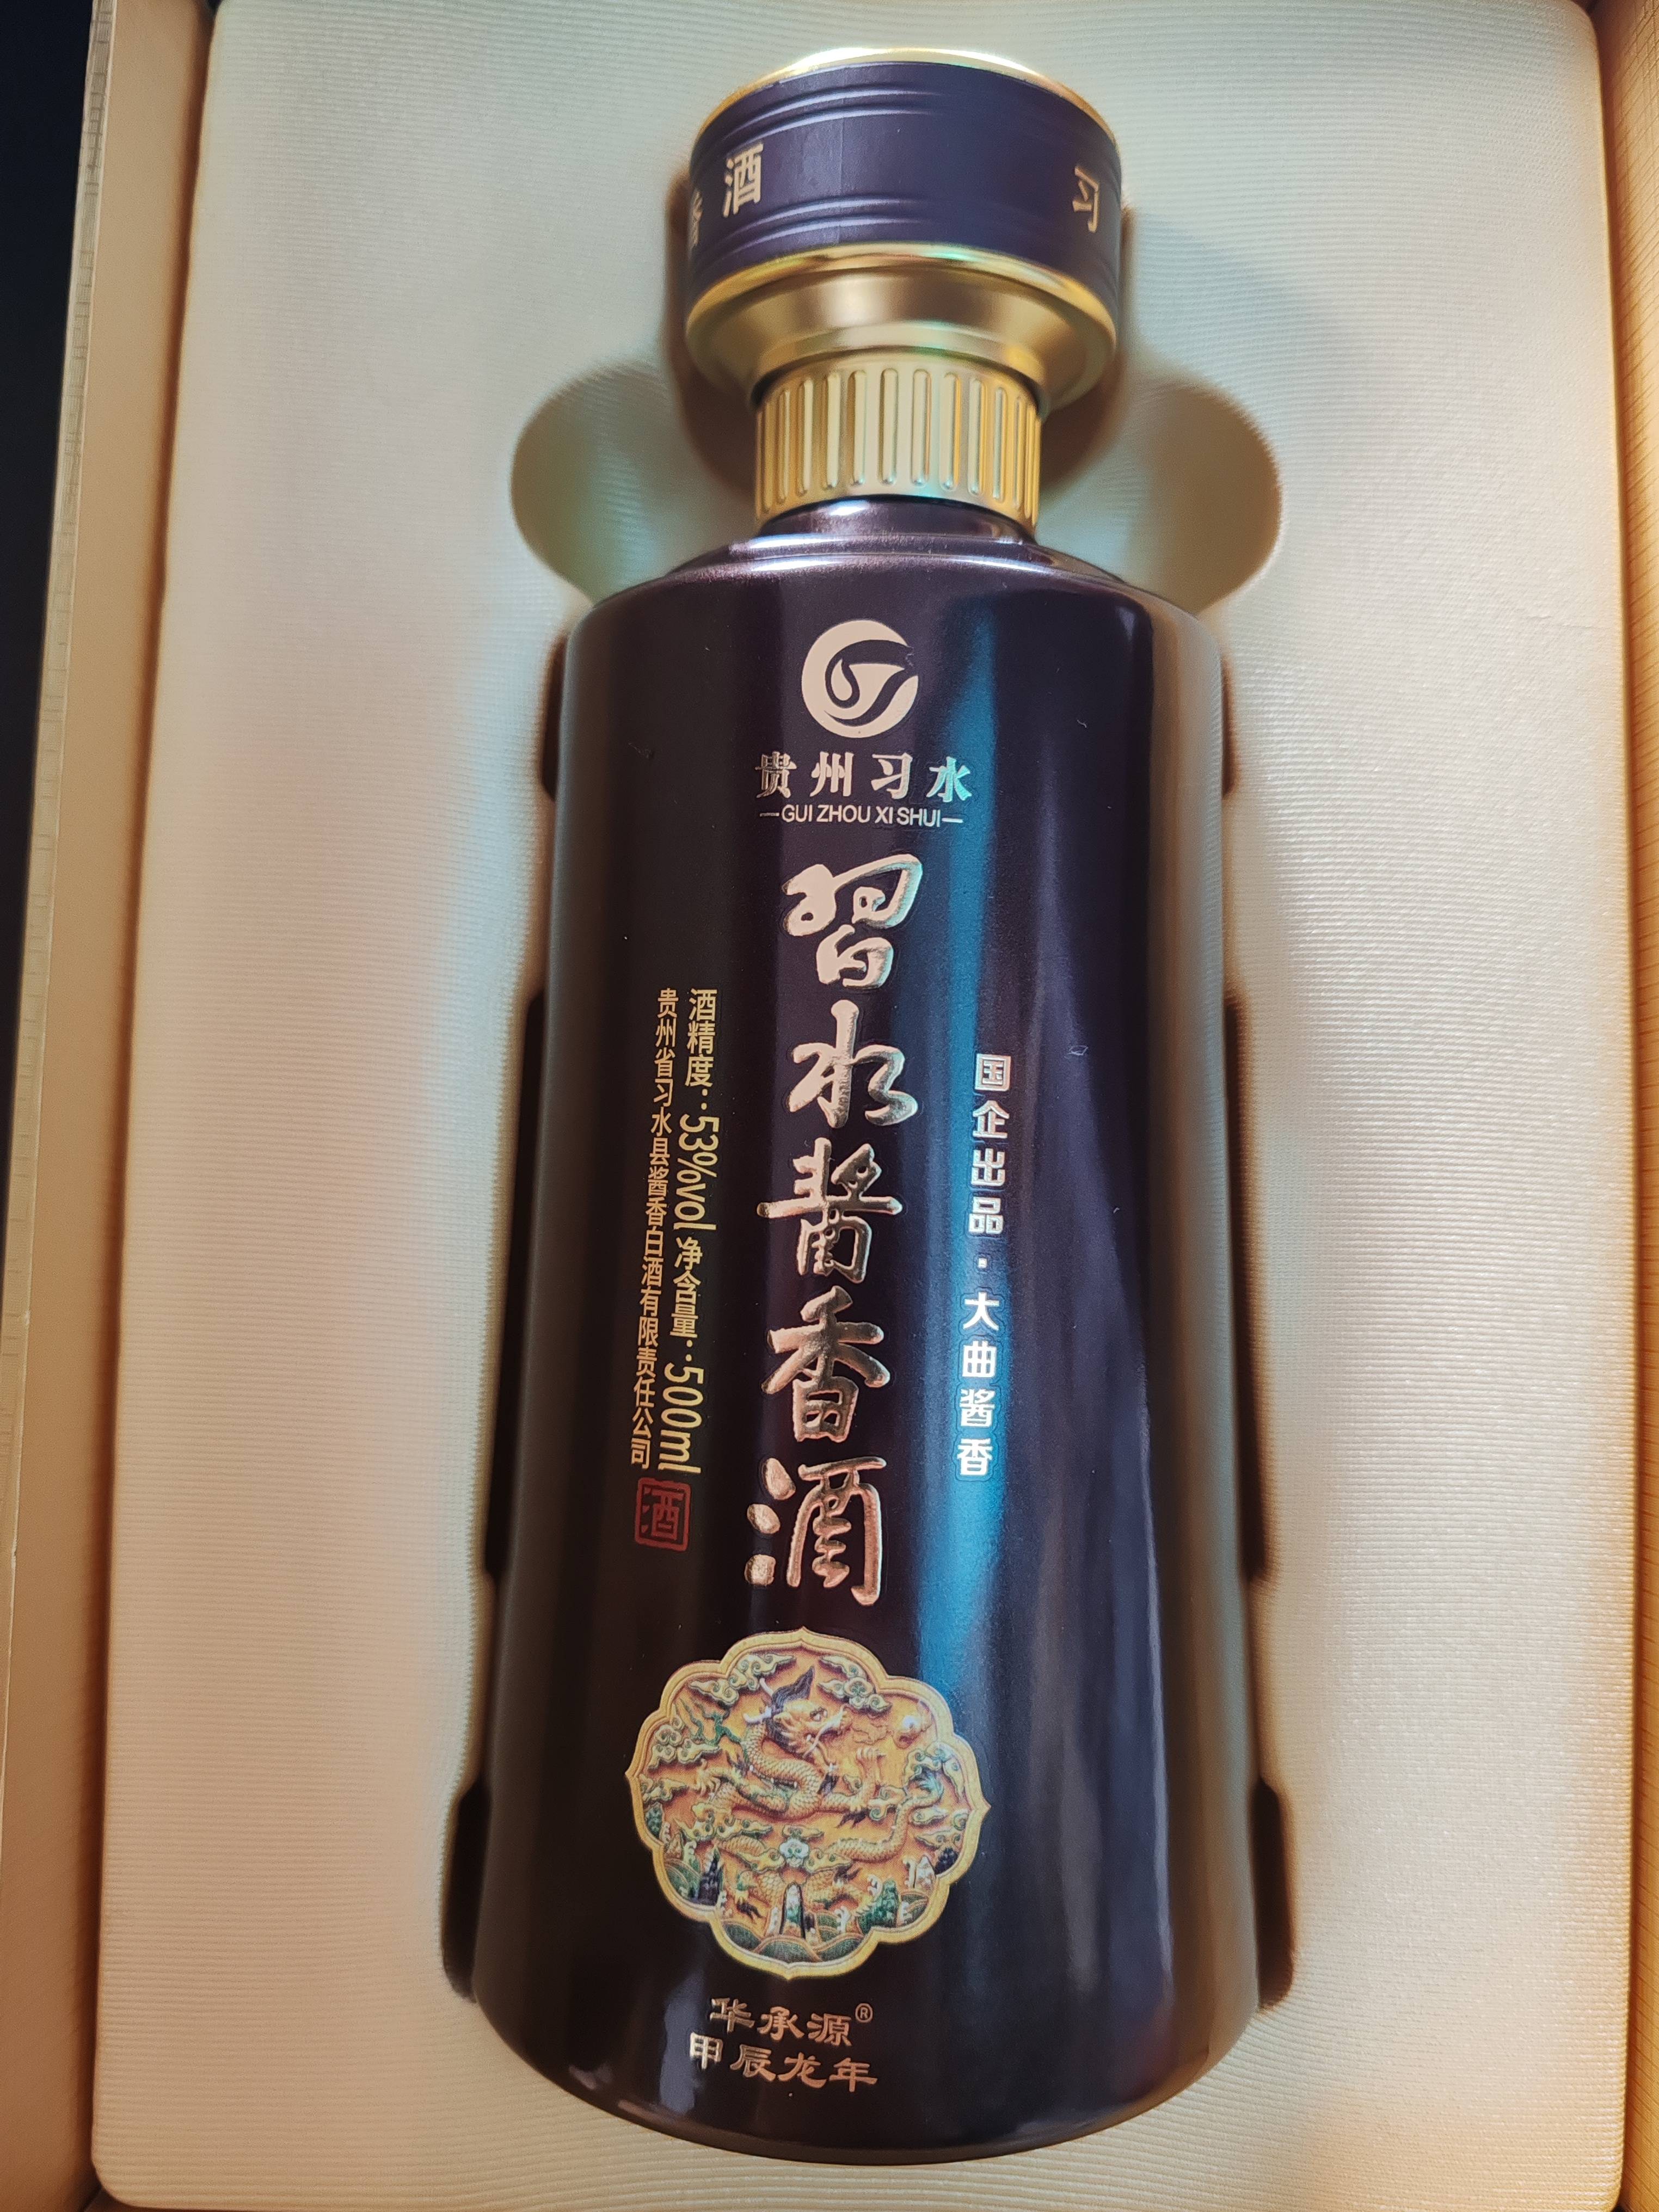 酒
习
贵州习水
—GUI ZHOU XI SHUI—
習水醬香酒
国企出品·大曲酱香
酒精度：53%vol 净含量：500ml
贵州省习水县酱香白酒有限责任公司
酒
华承源®
甲辰龙年